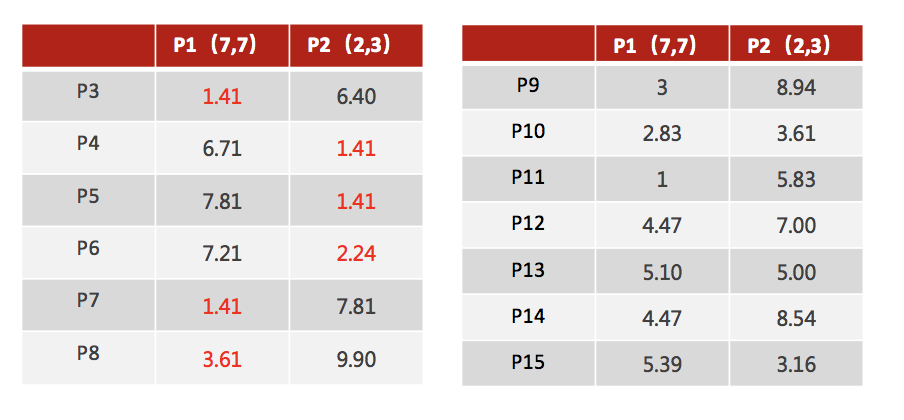 P1（7,7） P2（2,3）
P3 1.41 6.40
P4 6.71 1.41
P5 7.81 1.41
P6 7.21 2.24
P7 1.41 7.81
P8 3.61 9.90
P1（7,7） P2（2,3）
P9 3 8.94
P10 2.83 3.61
P11 1 5.83
P12 4.47 7.00
P13 5.10 5.00
P14 4.47 8.54
P15 5.39 3.16